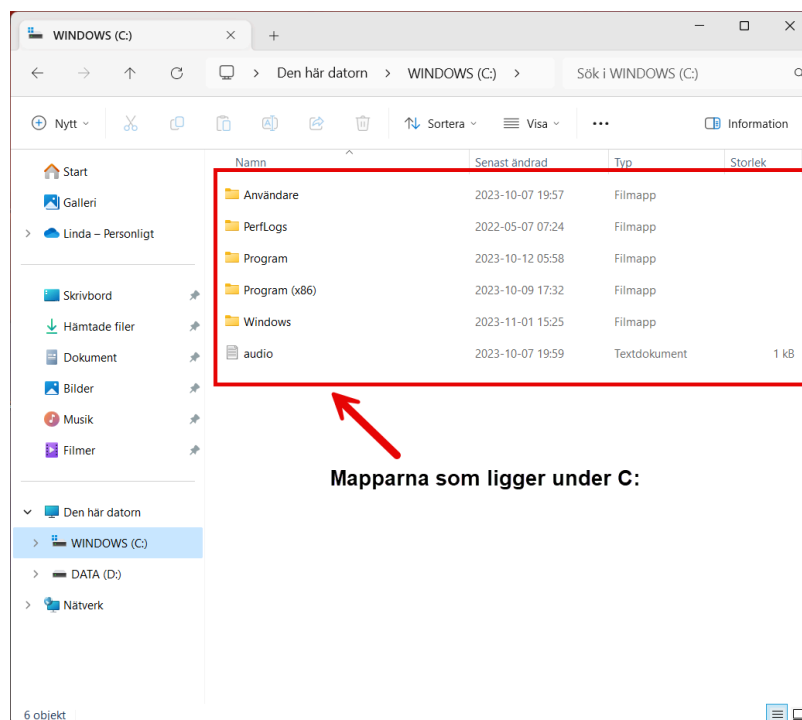 WINDOWS (C:)
Den här datorn > WINDOWS (C:) >
Sök i WINDOWS (C:)
Nytt
Sortera
Visa
Information
Namn
Senast ändrad
Typ
Storlek
Start
Galleri
Linda – Personligt
Skrivbord
Hämtade filer
Dokument
Bilder
Musik
Filmer
Den här datorn
WINDOWS (C:)
DATA (D:)
Nätverk
Användare 2023-10-07 19:57 Filmapp
PerfLogs 2022-05-07 07:24 Filmapp
Program 2023-10-12 05:58 Filmapp
Program (x86) 2023-10-09 17:32 Filmapp
Windows 2023-11-01 15:25 Filmapp
audio 2023-10-07 19:59 Textdokument 1 kB
Mapparna som ligger under C:
6 objekt